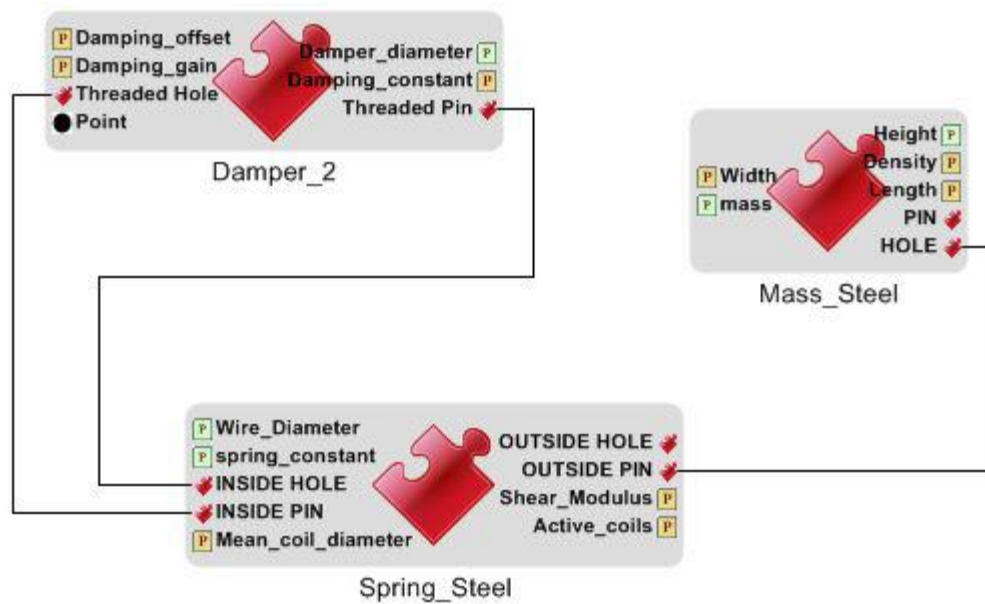 Damping_offset
Damping_gain
Threaded Hole
Point
Damper_diameter
Damping_constant
Threaded Pin
Damper_2
Width
mass
Height
Density
Length
PIN
HOLE
Mass_Steel
Wire_Diameter
spring_constant
INSIDE HOLE
INSIDE PIN
Mean_coil_diameter
OUTSIDE HOLE
OUTSIDE PIN
Shear_Modulus
Active_coils
Spring_Steel